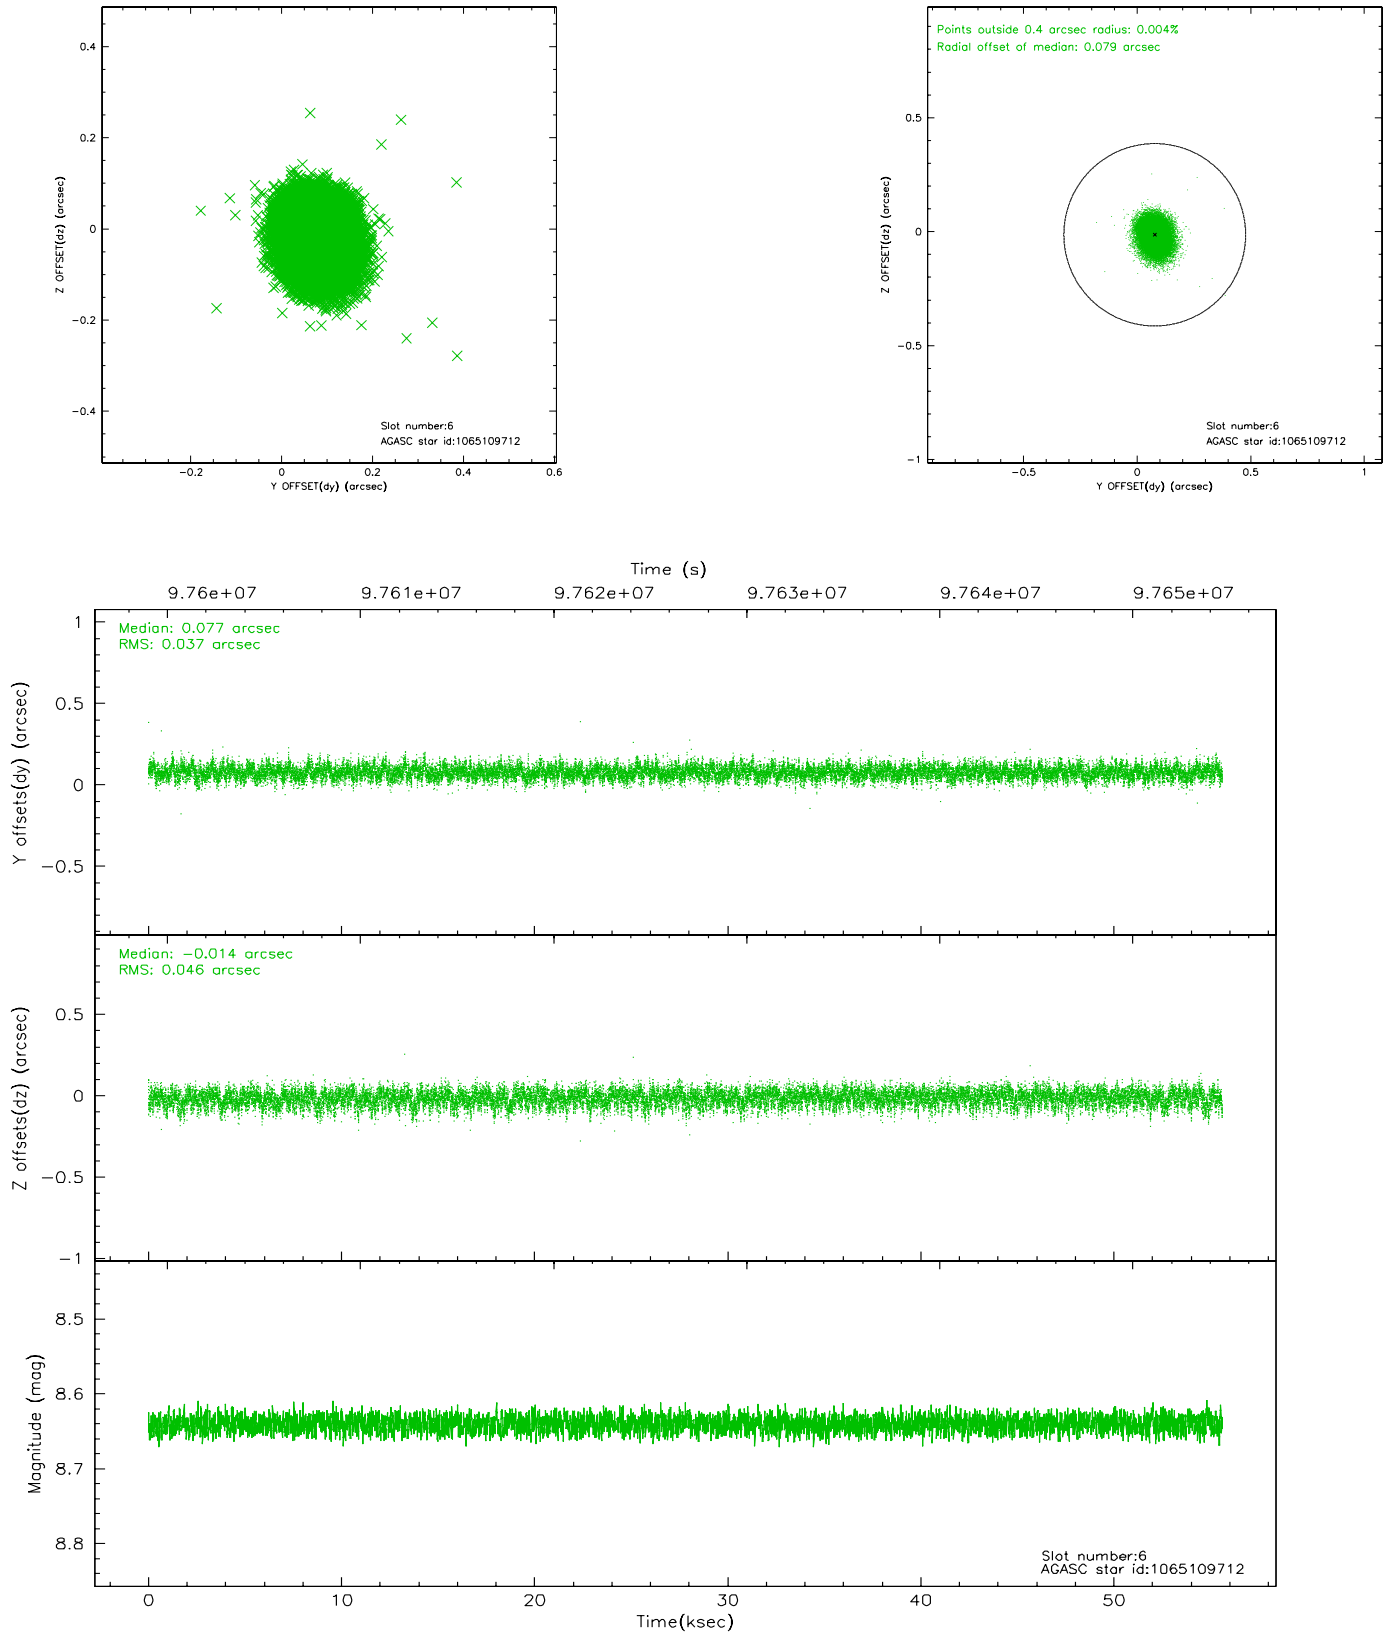 0.4
0.2
0
−0.2
−0.4
Z OFFSET(dz) (arcsec)
Slot number:6
AGASC star id:1065109712
−0.2
0
0.2
0.4
0.6
Y OFFSET(dy) (arcsec)
Points outside 0.4 arcsec radius: 0.004%
Radial offset of median: 0.079 arcsec
0.5
0
−0.5
−1
Z OFFSET(dz) (arcsec)
Slot number:6
AGASC star id:1065109712
−0.5
0
0.5
1
Y OFFSET(dy) (arcsec)
Time (s)
9.76e+07
9.761e+07
9.762e+07
9.763e+07
9.764e+07
9.765e+07
Median: 0.077 arcsec
RMS: 0.037 arcsec
1
0.5
0
−0.5
Y offsets(dy) (arcsec)
Median: −0.014 arcsec
RMS: 0.046 arcsec
0.5
0
−0.5
−1
Z offsets(dz) (arcsec)
8.5
8.6
8.7
8.8
Magnitude (mag)
Slot number:6
AGASC star id:1065109712
0
10
20
30
40
50
Time(ksec)